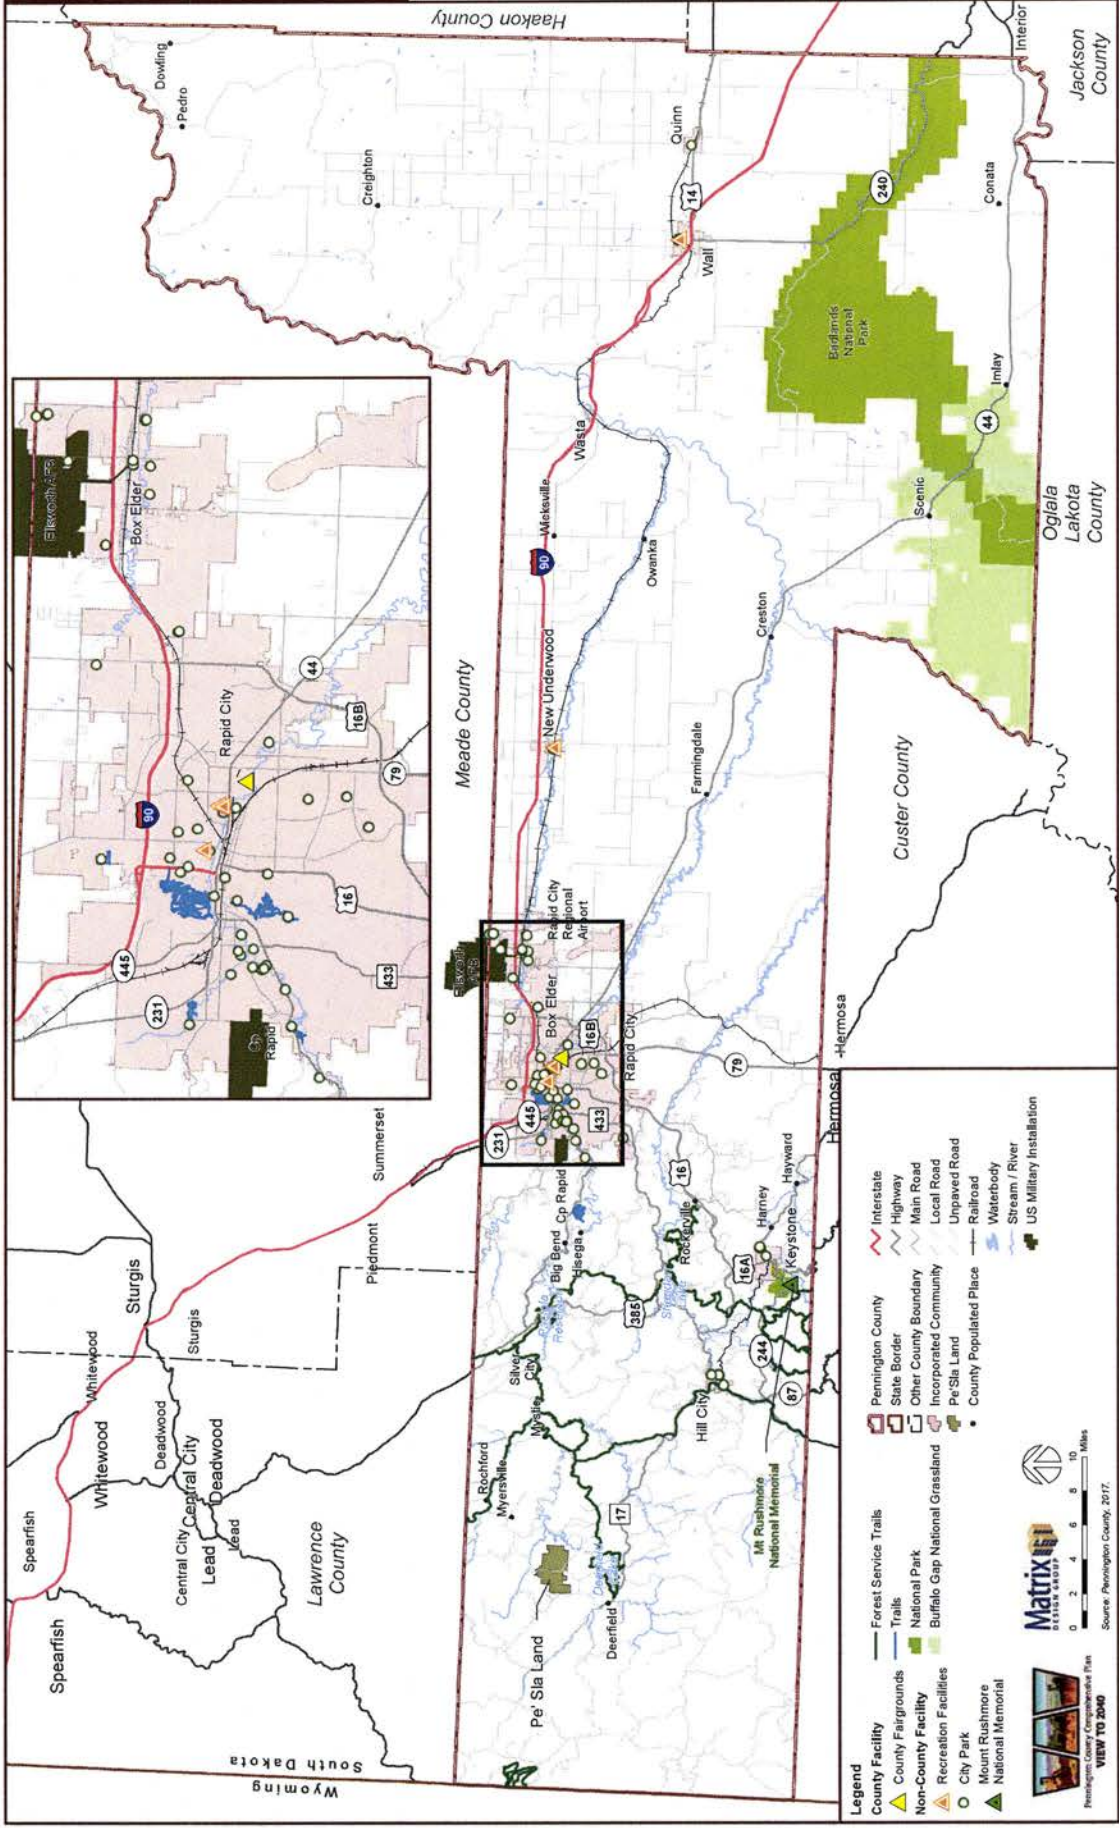 Haakon County
Dowling
Pedro
Creighton
Quinn
14
Wall
240
Conata
Interior
Jackson
County
Badlands
National
Park
Imlay
44
Scenic
Oglala
Lakota
County
Wasta
Wicksville
90
Owanka
Creston
New Underwood
Farmingdale
Meade County
Custer County
Ellsworth AFB
Box Elder
44
Rapid City
16B
79
90
16
445
433
231
Cp
Rapid
Ellsworth
AFB
Rapid City
Regional
Airport
Box Elder
16B
Rapid City
79
Hermosa
Hermosa
231
445
433
Summerset
Piedmont
Sturgis
Sturgis
Whitewood
Whitewood
Deadwood
Deadwood
Central City
Central City
Lead
Lead
Spearfish
Spearfish
Lawrence
County
Wyoming
South Dakota
Big Bend
Cp Rapid
Hisega
16
Rockerville
Harney
Hayward
16A
Keystone
385
Silver
City
Mystic
Rochford
Myersville
Hill City
244
87
17
Mt Rushmore
National Memorial
Deerfield
Pe' Sla Land
Legend
County Facility
County Fairgrounds
Non-County Facility
Recreation Facilities
City Park
Mount Rushmore
National Memorial
Forest Service Trails
Trails
National Park
Buffalo Gap National Grassland
Pennington County
State Border
Other County Boundary
Incorporated Community
Pe'Sla Land
County Populated Place
Interstate
Highway
Main Road
Local Road
Unpaved Road
Railroad
Waterbody
Stream / River
US Military Installation
Pennington County Comprehensive Plan
VIEW TO 2040
Matrix
DESIGN GROUP
0 2 4 6 8 10
Miles
Source: Pennington County, 2017.